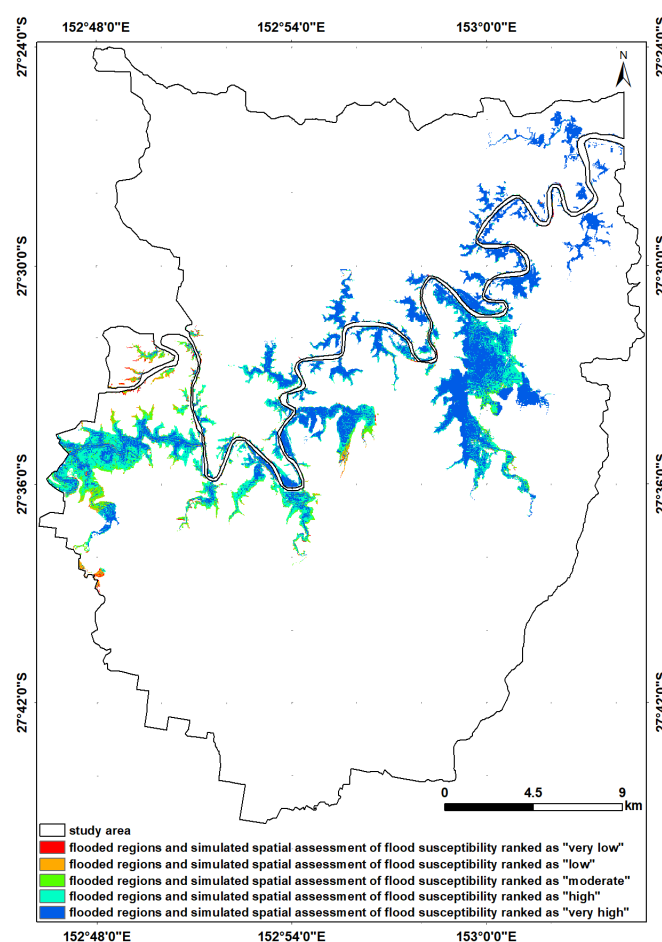 152°48'0"E 152°54'0"E 153°0'0"E
27°24'0"S 27°24'0"S
N
27°30'0"S 27°30'0"S
27°36'0"S 27°36'0"S
27°42'0"S 27°42'0"S
0 4.5 9
km
study area
flooded regions and simulated spatial assessment of flood susceptibility ranked as "very low"
flooded regions and simulated spatial assessment of flood susceptibility ranked as "low"
flooded regions and simulated spatial assessment of flood susceptibility ranked as "moderate"
flooded regions and simulated spatial assessment of flood susceptibility ranked as "high"
flooded regions and simulated spatial assessment of flood susceptibility ranked as "very high"
152°48'0"E 152°54'0"E 153°0'0"E